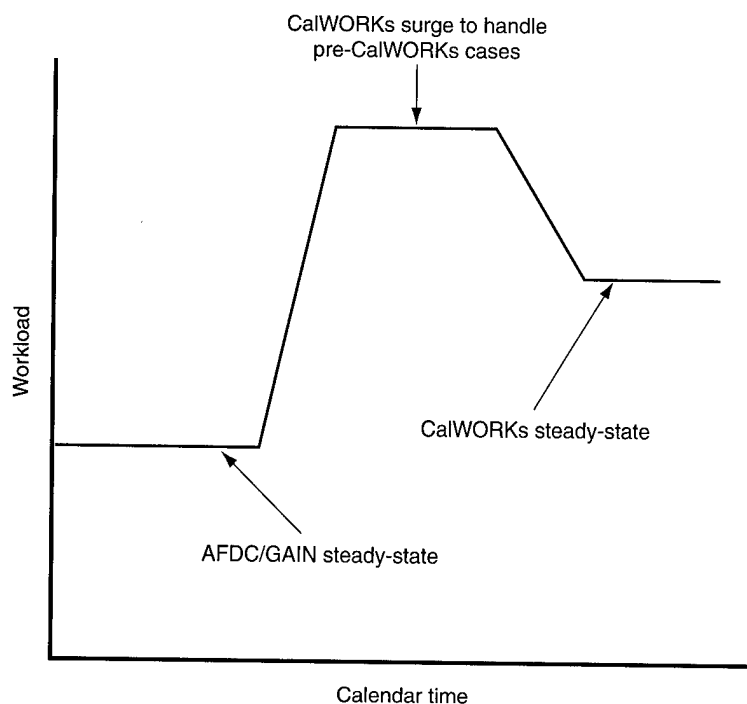 CalWORKs surge to handle
pre-CalWORKs cases
Workload
CalWORKs steady-state
AFDC/GAIN steady-state
Calendar time